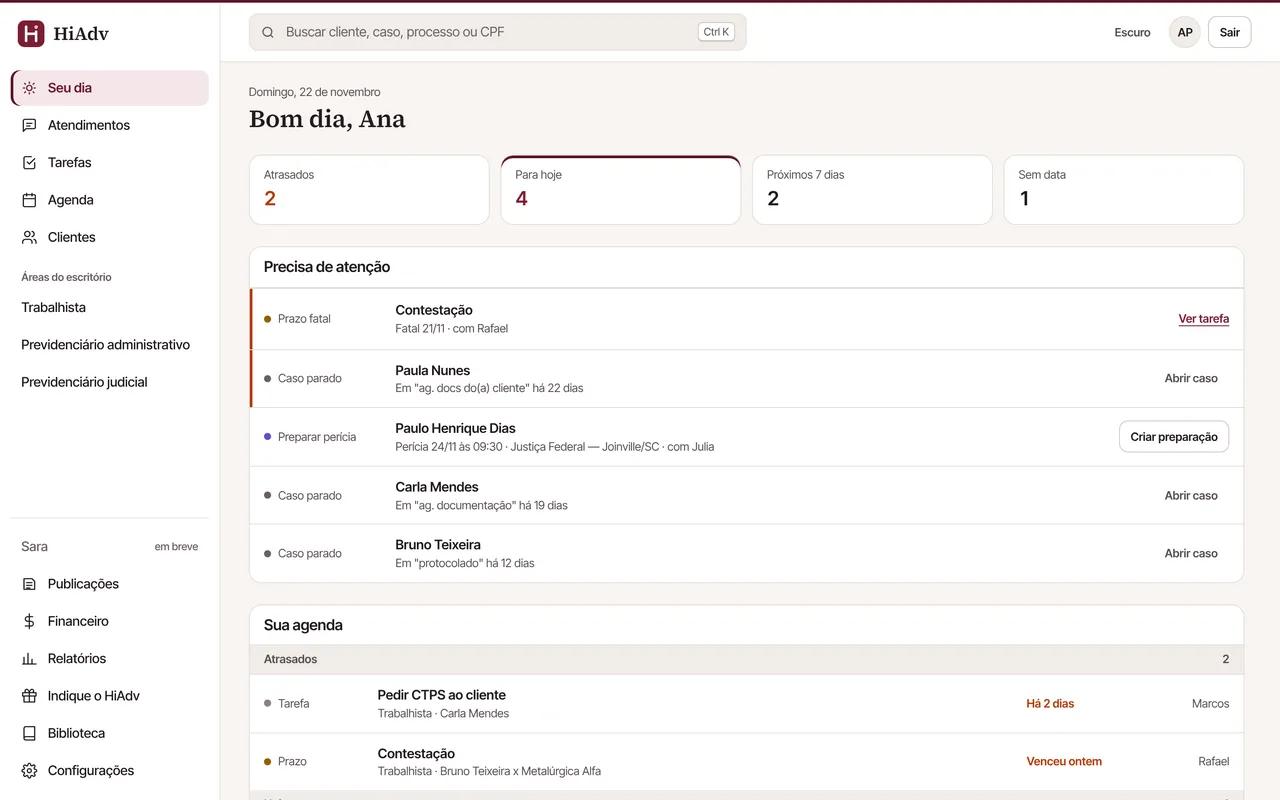 HiAdv
Buscar cliente, caso, processo ou CPF
Ctrl K
Escuro
AP
Sair
Seu dia
Atendimentos
Tarefas
Agenda
Clientes
Áreas do escritório
Trabalhista
Previdenciário administrativo
Previdenciário judicial
Sara
em breve
Publicações
Financeiro
Relatórios
Indique o HiAdv
Biblioteca
Configurações
Domingo, 22 de novembro
Bom dia, Ana
Atrasados
2
Para hoje
4
Próximos 7 dias
2
Sem data
1
Precisa de atenção
Prazo fatal
Contestação
Fatal 21/11 · com Rafael
Ver tarefa
Caso parado
Paula Nunes
Em "ag. docs do(a) cliente" há 22 dias
Abrir caso
Preparar perícia
Paulo Henrique Dias
Perícia 24/11 às 09:30 · Justiça Federal — Joinville/SC · com Julia
Criar preparação
Caso parado
Carla Mendes
Em "ag. documentação" há 19 dias
Abrir caso
Caso parado
Bruno Teixeira
Em "protocolado" há 12 dias
Abrir caso
Sua agenda
Atrasados
2
Tarefa
Pedir CTPS ao cliente
Trabalhista · Carla Mendes
Há 2 dias
Marcos
Prazo
Contestação
Trabalhista · Bruno Teixeira x Metalúrgica Alfa
Venceu ontem
Rafael